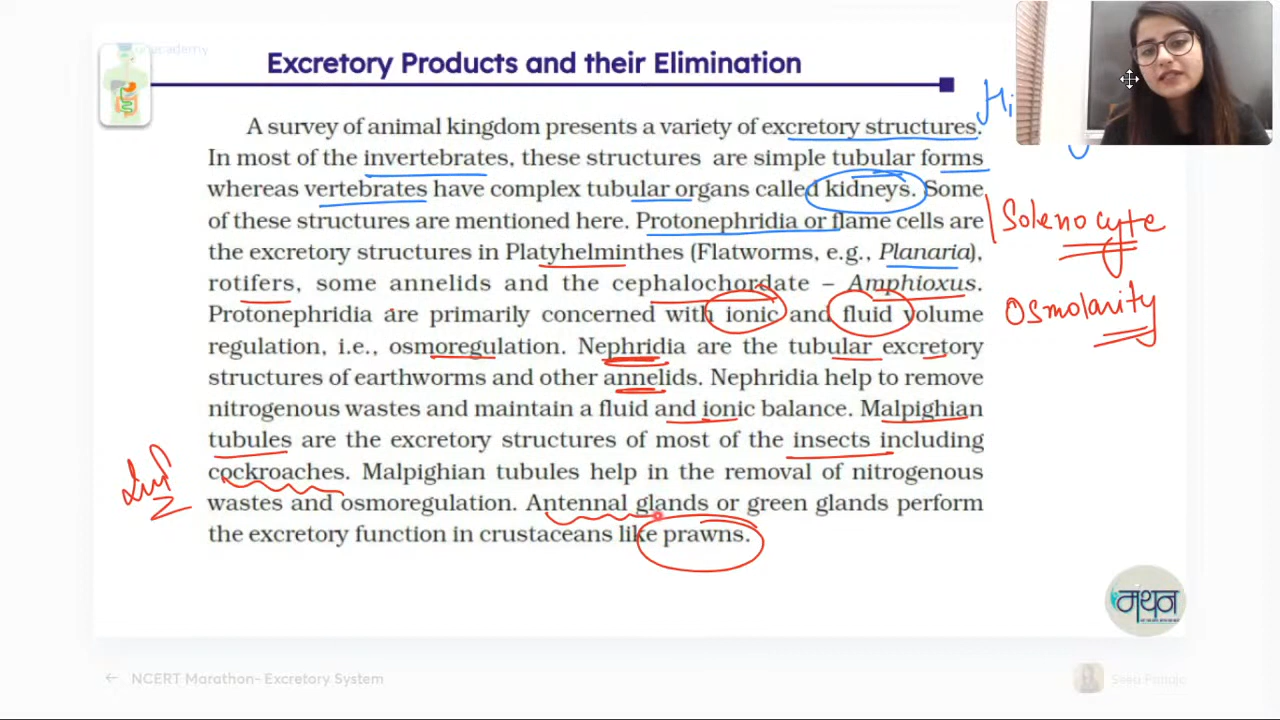 unacademy
Excretory Products and their Elimination
Hi
A survey of animal kingdom presents a variety of excretory structures.
In most of the invertebrates, these structures are simple tubular forms
whereas vertebrates have complex tubular organs called kidneys. Some
of these structures are mentioned here. Protonephridia or flame cells are
Solenocyte
the excretory structures in Platyhelminthes (Flatworms, e.g., Planaria),
rotifers, some annelids and the cephalochordate – Amphioxus.
Osmolarity
Protonephridia are primarily concerned with ionic and fluid volume
regulation, i.e., osmoregulation. Nephridia are the tubular excretory
structures of earthworms and other annelids. Nephridia help to remove
nitrogenous wastes and maintain a fluid and ionic balance. Malpighian
tubules are the excretory structures of most of the insects including
cockroaches. Malpighian tubules help in the removal of nitrogenous
wastes and osmoregulation. Antennal glands or green glands perform
the excretory function in crustaceans like prawns.
मंथन
NCERT Marathon- Excretory System